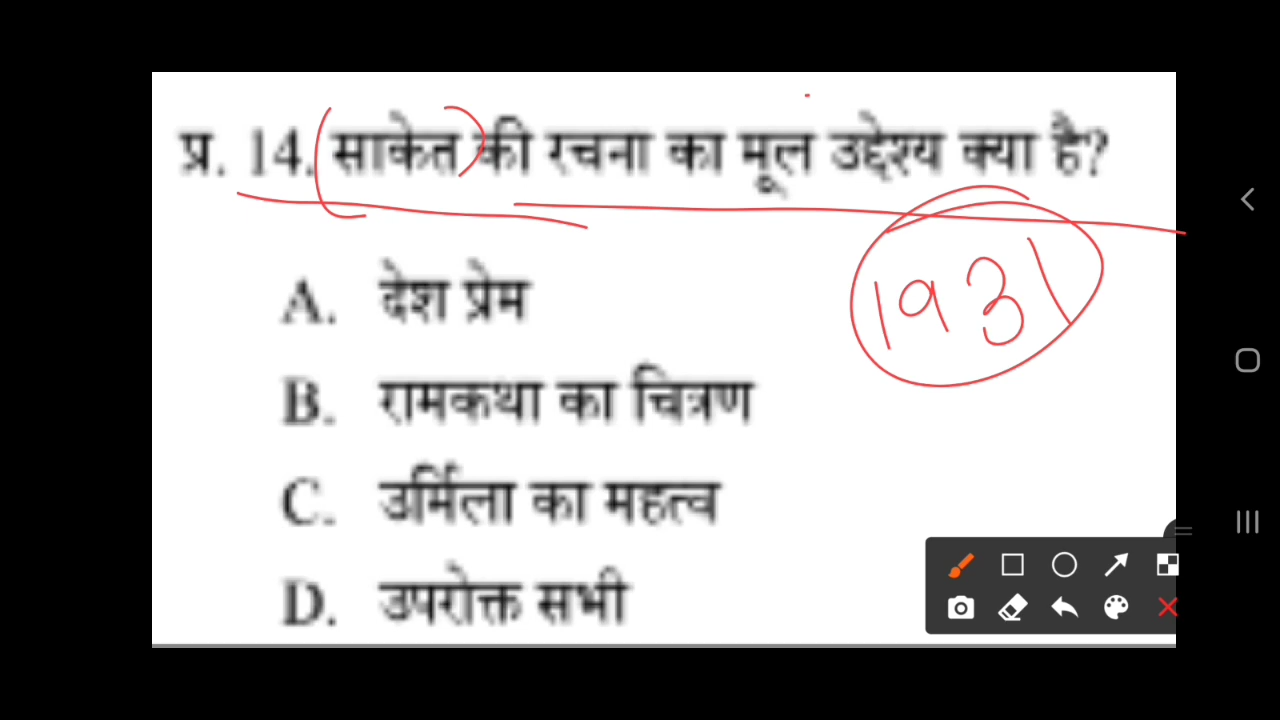 प्र. 14. साकेत की रचना का मूल उद्देश्य क्या है?
1931
A. देश प्रेम
B. रामकथा का चित्रण
C. उर्मिला का महत्व
D. उपरोक्त सभी